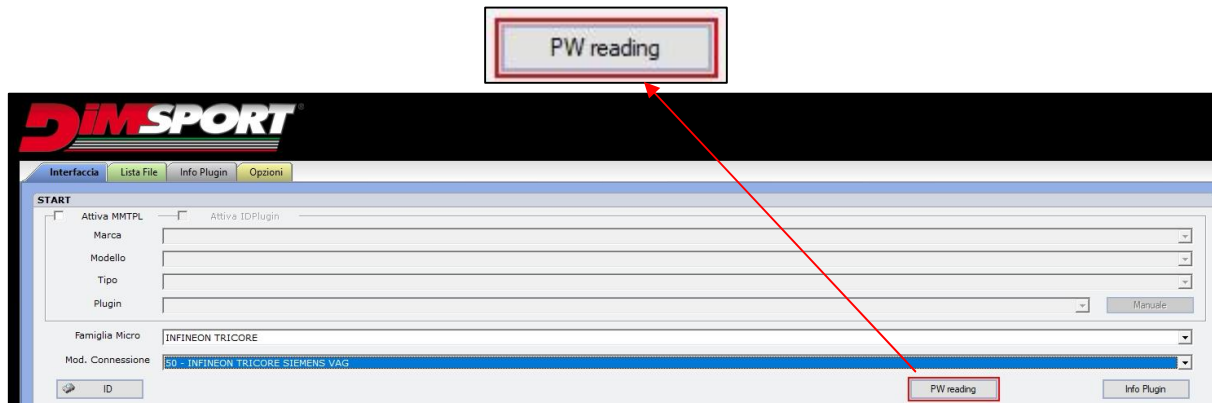 PW reading
DiMSPORT®
Interfaccia Lista File Info Plugin Opzioni
START
Attiva MMTPL Attiva IDPlugin
Marca
Modello
Tipo
Plugin Manuale
Famiglia Micro INFINEON TRICORE
Mod. Connessione 50 - INFINEON TRICORE SIEMENS VAG
ID PW reading Info Plugin